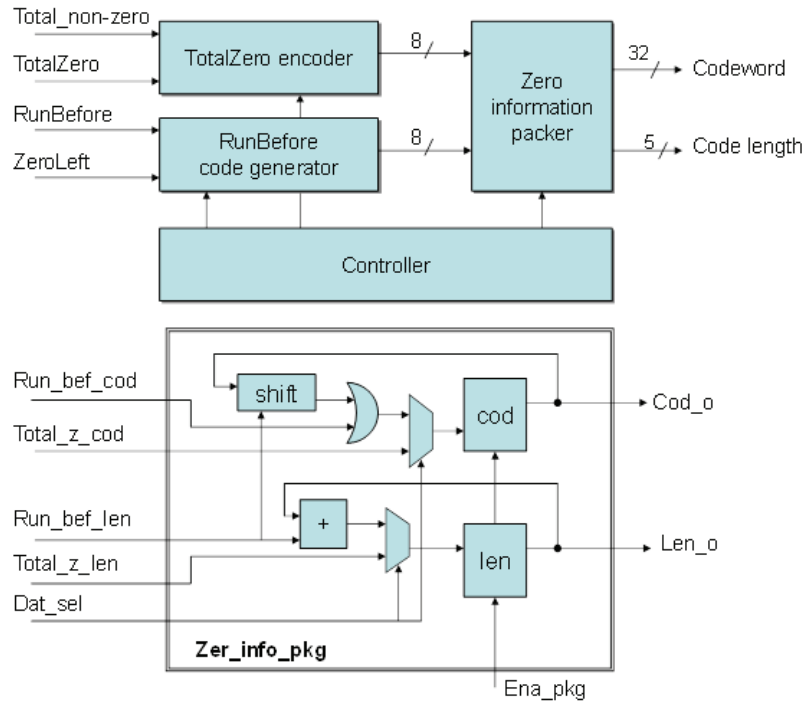 Total_non-zero
TotalZero
RunBefore
ZeroLeft
TotalZero encoder
8
RunBefore
code generator
8
Zero
information
packer
32
Codeword
5
Code length
Controller
Run_bef_cod
Total_z_cod
Run_bef_len
Total_z_len
Dat_sel
shift
cod
Cod_o
+
len
Len_o
Zer_info_pkg
Ena_pkg